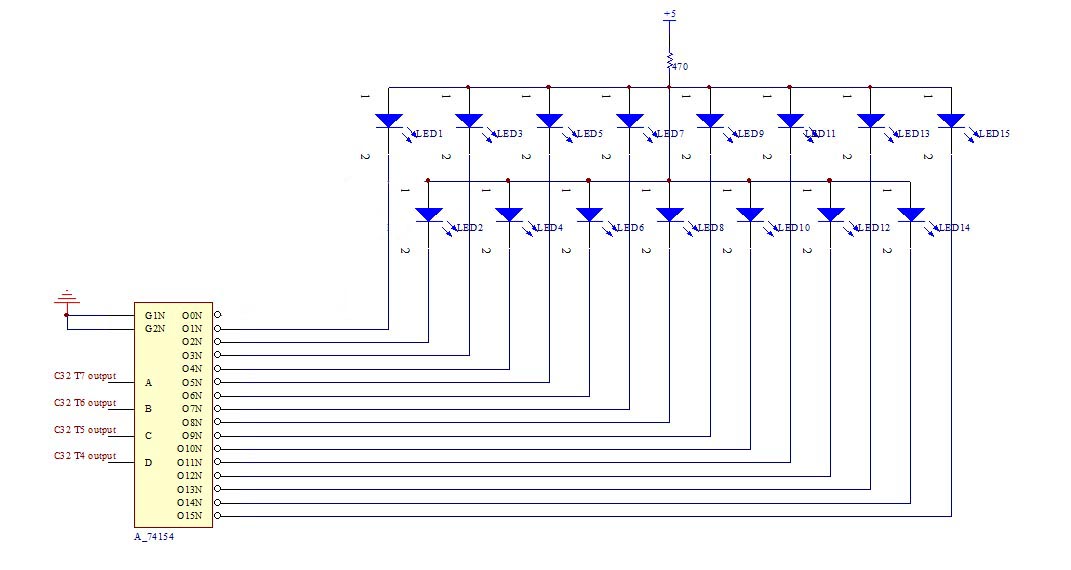 +5
470
1 1 1 1 1 1 1 1
LED1 LED3 LED5 LED7 LED9 LED11 LED13 LED15
2 2 2 2 2 2 2 2
1 1 1 1 1 1 1
LED2 LED4 LED6 LED8 LED10 LED12 LED14
2 2 2 2 2 2 2
G1N O0N
G2N O1N
O2N
O3N
O4N
C32 T7 output A O5N
O6N
C32 T6 output B O7N
O8N
C32 T5 output C O9N
O10N
C32 T4 output D O11N
O12N
O13N
O14N
O15N
A_74154